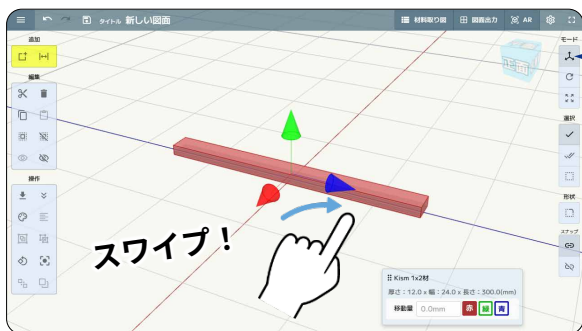 タイトル 新しい図面
材料取り図
図面出力
AR
追加
編集
操作
モード
選択
形状
スナップ
正面
スワイプ！
Kism 1x2材
厚さ：12.0 x 幅：24.0 x 長さ：300.0(mm)
移動量 0.0mm 赤 緑 青